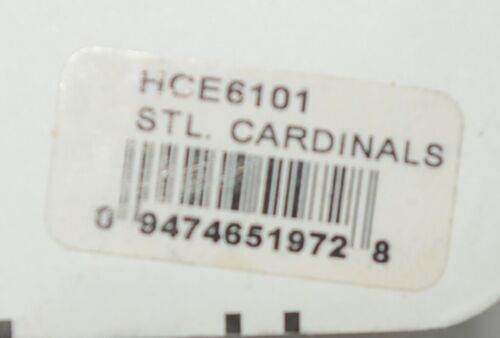 HCE6101
STL. CARDINALS
0 9474651972 8